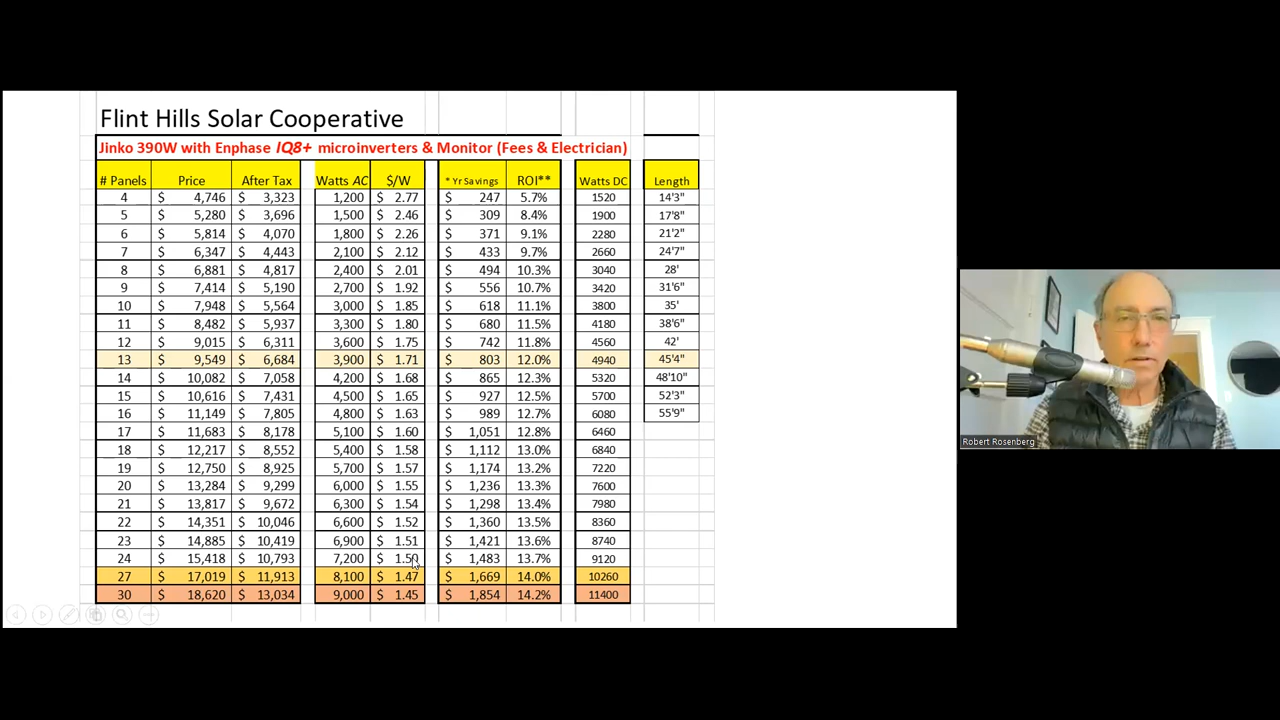 Flint Hills Solar Cooperative
Jinko 390W with Enphase IQ8+ microinverters & Monitor (Fees & Electrician)
# Panels Price After Tax Watts AC $/W * Yr Savings ROI** Watts DC Length
4 $ 4,746 $ 3,323 1,200 $ 2.77 $ 247 5.7% 1520 14'3"
5 $ 5,280 $ 3,696 1,500 $ 2.46 $ 309 8.4% 1900 17'8"
6 $ 5,814 $ 4,070 1,800 $ 2.26 $ 371 9.1% 2280 21'2"
7 $ 6,347 $ 4,443 2,100 $ 2.12 $ 433 9.7% 2660 24'7"
8 $ 6,881 $ 4,817 2,400 $ 2.01 $ 494 10.3% 3040 28'
9 $ 7,414 $ 5,190 2,700 $ 1.92 $ 556 10.7% 3420 31'6"
10 $ 7,948 $ 5,564 3,000 $ 1.85 $ 618 11.1% 3800 35'
11 $ 8,482 $ 5,937 3,300 $ 1.80 $ 680 11.5% 4180 38'6"
12 $ 9,015 $ 6,311 3,600 $ 1.75 $ 742 11.8% 4560 42'
13 $ 9,549 $ 6,684 3,900 $ 1.71 $ 803 12.0% 4940 45'4"
14 $ 10,082 $ 7,058 4,200 $ 1.68 $ 865 12.3% 5320 48'10"
15 $ 10,616 $ 7,431 4,500 $ 1.65 $ 927 12.5% 5700 52'3"
16 $ 11,149 $ 7,805 4,800 $ 1.63 $ 989 12.7% 6080 55'9"
17 $ 11,683 $ 8,178 5,100 $ 1.60 $ 1,051 12.8% 6460
18 $ 12,217 $ 8,552 5,400 $ 1.58 $ 1,112 13.0% 6840
19 $ 12,750 $ 8,925 5,700 $ 1.57 $ 1,174 13.2% 7220
20 $ 13,284 $ 9,299 6,000 $ 1.55 $ 1,236 13.3% 7600
21 $ 13,817 $ 9,672 6,300 $ 1.54 $ 1,298 13.4% 7980
22 $ 14,351 $ 10,046 6,600 $ 1.52 $ 1,360 13.5% 8360
23 $ 14,885 $ 10,419 6,900 $ 1.51 $ 1,421 13.6% 8740
24 $ 15,418 $ 10,793 7,200 $ 1.50 $ 1,483 13.7% 9120
27 $ 17,019 $ 11,913 8,100 $ 1.47 $ 1,669 14.0% 10260
30 $ 18,620 $ 13,034 9,000 $ 1.45 $ 1,854 14.2% 11400
Robert Rosenberg